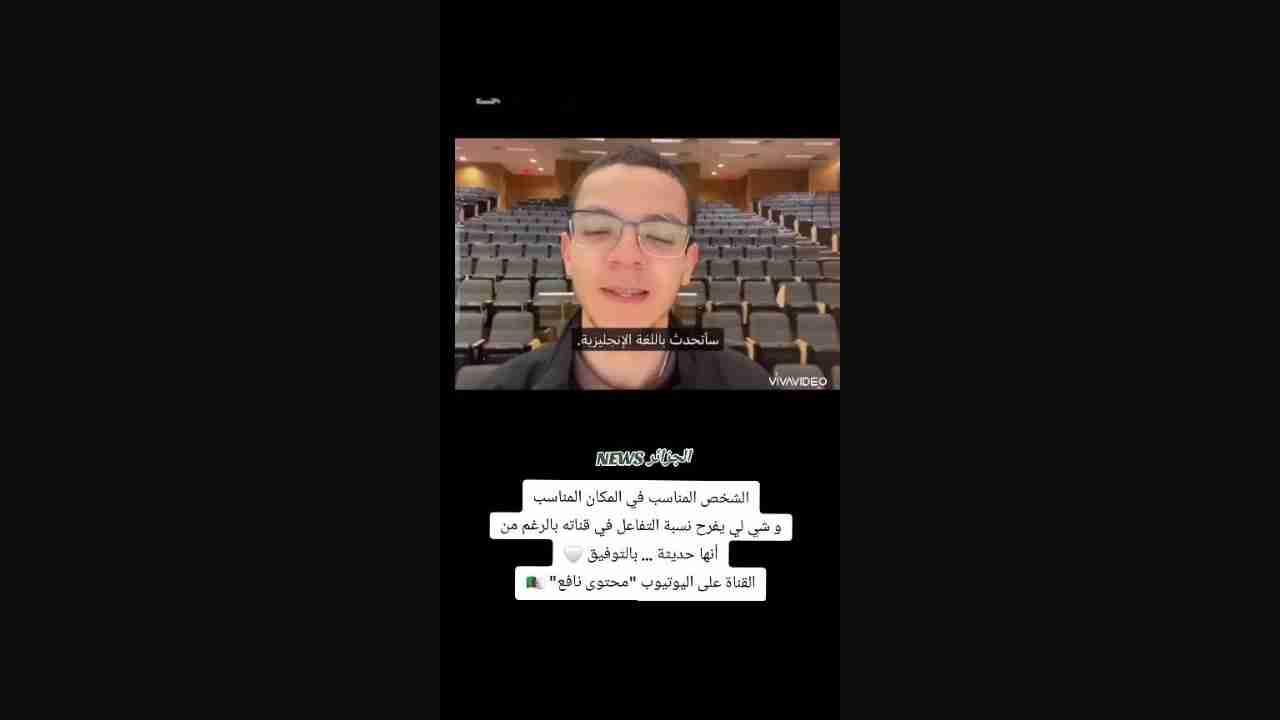 سأتحدث باللغة الإنجليزية.
VIVAVIDEO
الجزائر NEWS
الشخص المناسب في المكان المناسب
و شي لي يفرح نسبة التفاعل في قناته بالرغم من
أنها حديثة ... بالتوفيق 🤍
القناة على اليوتيوب "محتوى نافع" 🇩🇿